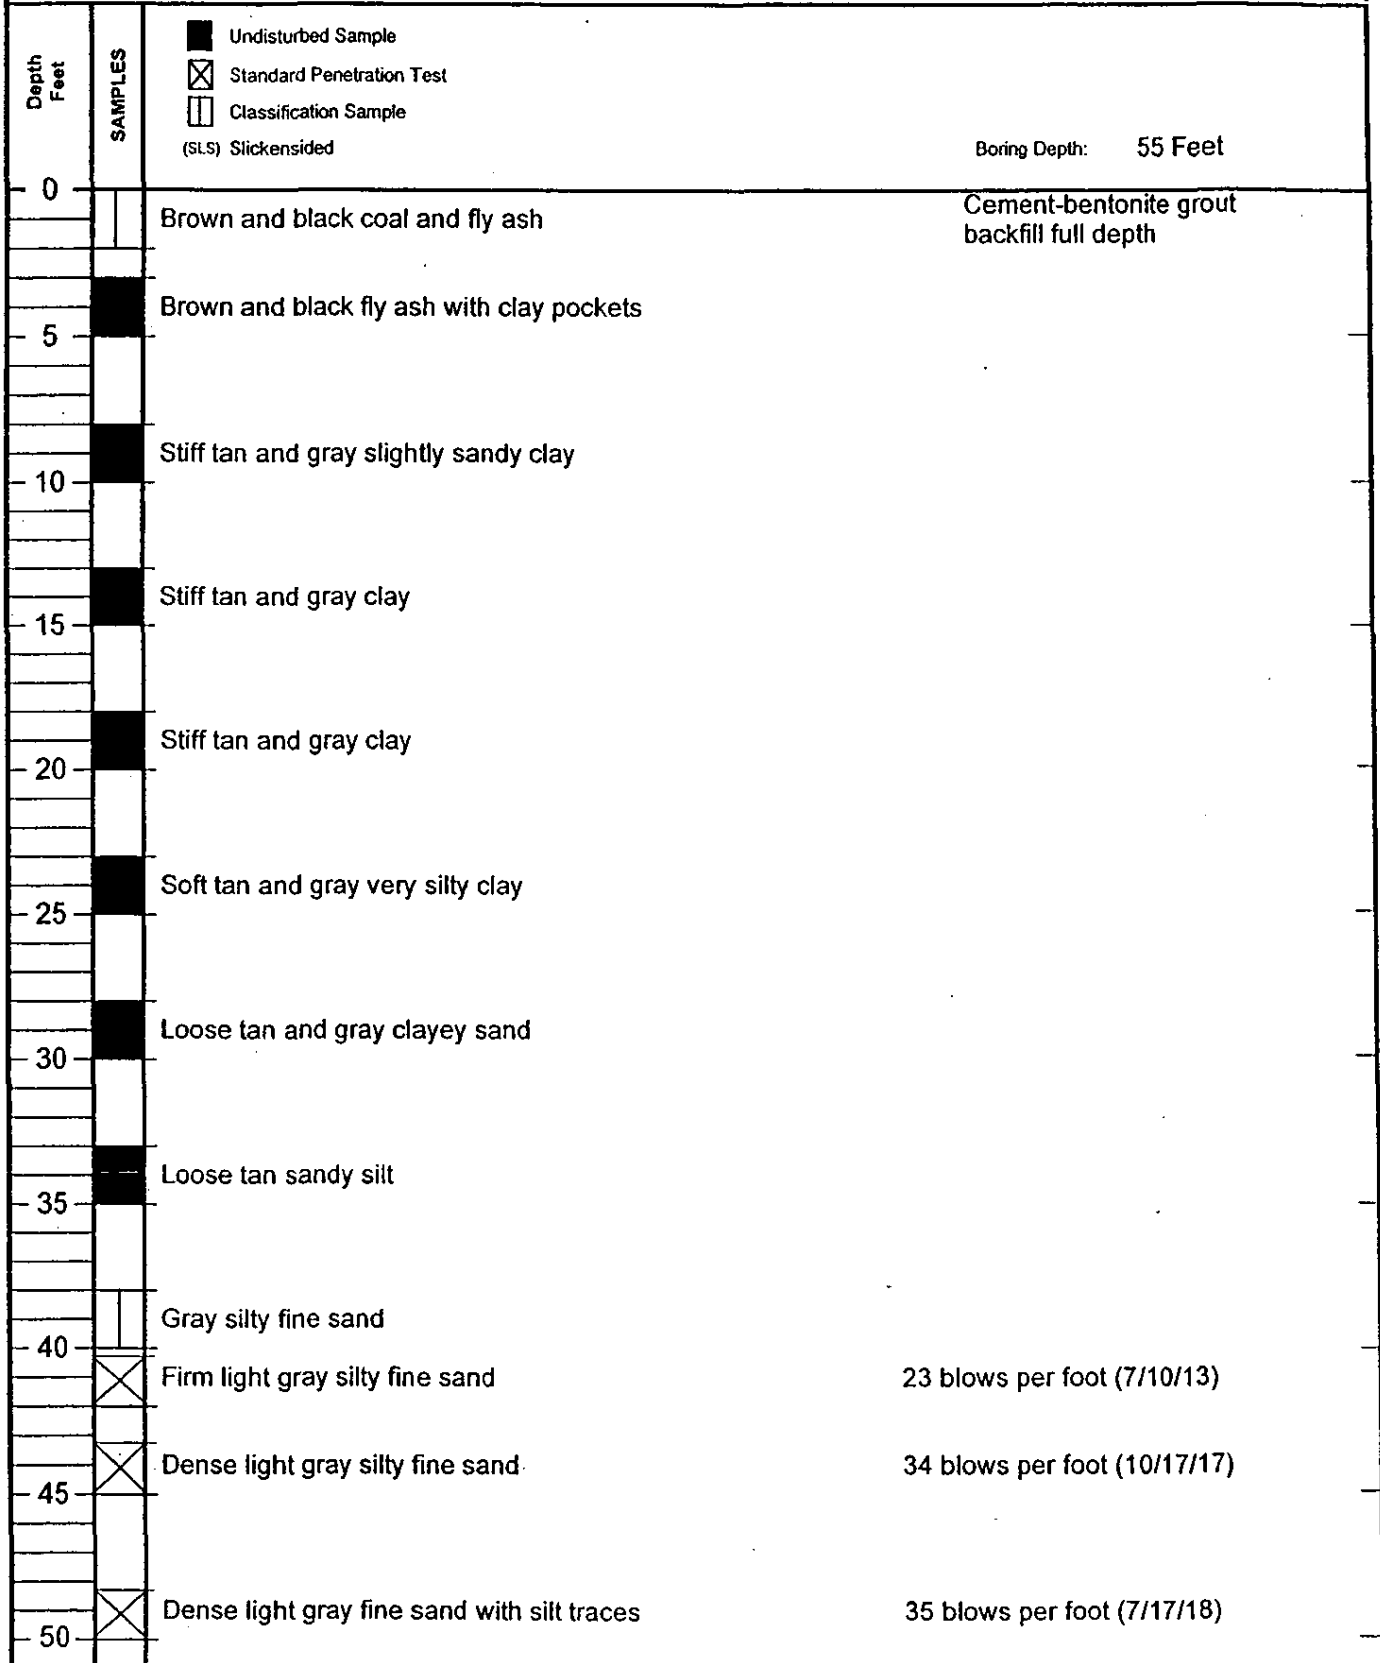 Depth
Feet
SAMPLES
Undisturbed Sample
Standard Penetration Test
Classification Sample
(SLS) Slickensided
Boring Depth: 55 Feet
0
Brown and black coal and fly ash
Cement-bentonite grout
backfill full depth
Brown and black fly ash with clay pockets
5
Stiff tan and gray slightly sandy clay
10
Stiff tan and gray clay
15
Stiff tan and gray clay
20
Soft tan and gray very silty clay
25
Loose tan and gray clayey sand
30
Loose tan sandy silt
35
Gray silty fine sand
40
Firm light gray silty fine sand 23 blows per foot (7/10/13)
Dense light gray silty fine sand 34 blows per foot (10/17/17)
45
Dense light gray fine sand with silt traces 35 blows per foot (7/17/18)
50